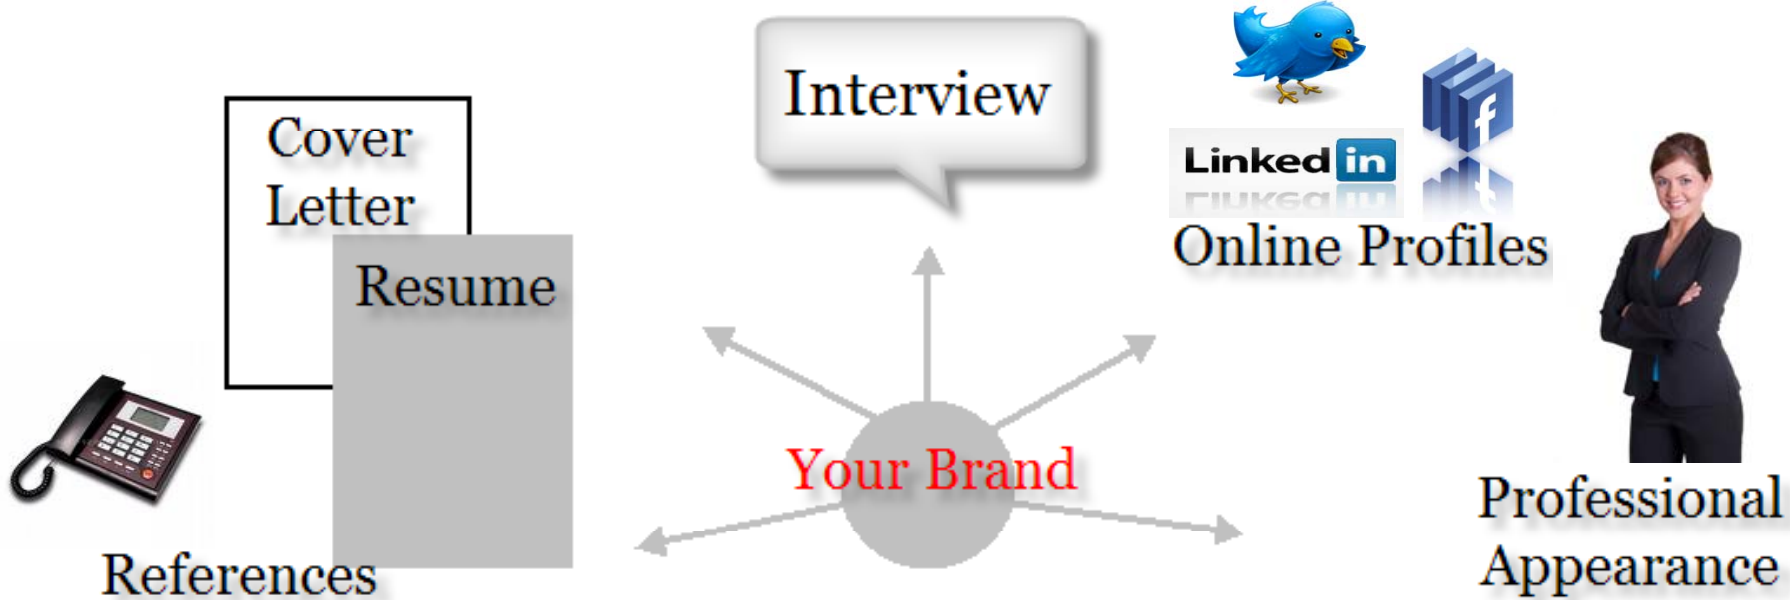 Cover
Letter
Resume
References
Interview
Linked in
f
Online Profiles
Your Brand
Professional
Appearance